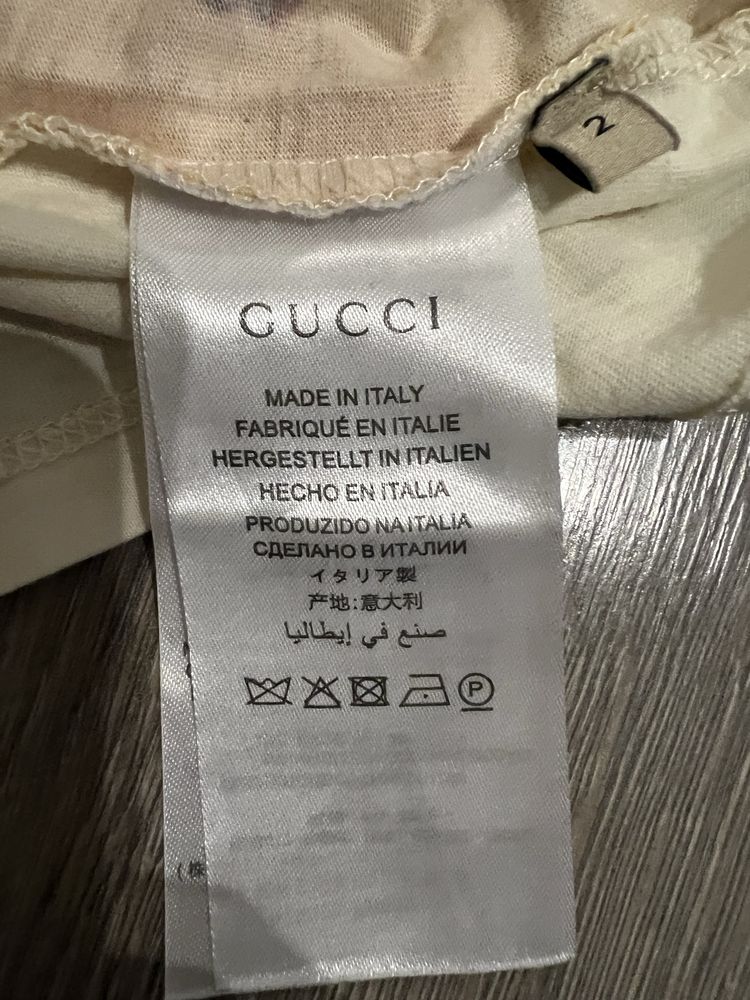 2
GUCCI
MADE IN ITALY
FABRIQUÉ EN ITALIE
HERGESTELLT IN ITALIEN
HECHO EN ITALIA
PRODUZIDO NA ITALIA
СДЕЛАНО В ИТАЛИИ
イタリア製
产地:意大利
صنع في إيطاليا
P